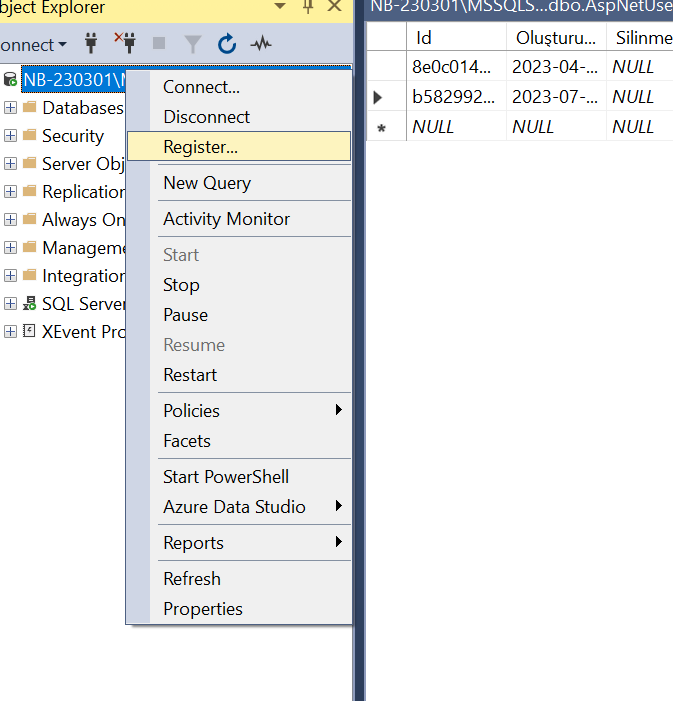 bject Explorer
onnect
NB-230301\M
Databases
Security
Server Obj
Replication
Always On
Manageme
Integration
SQL Server
XEvent Pro
Connect...
Disconnect
Register...
New Query
Activity Monitor
Start
Stop
Pause
Resume
Restart
Policies
Facets
Start PowerShell
Azure Data Studio
Reports
Refresh
Properties
NB-230301\MSSQLS...dbo.AspNetUse
Id Oluşturu... Silinme
8e0c014... 2023-04-... NULL
b582992... 2023-07-... NULL
NULL NULL NULL